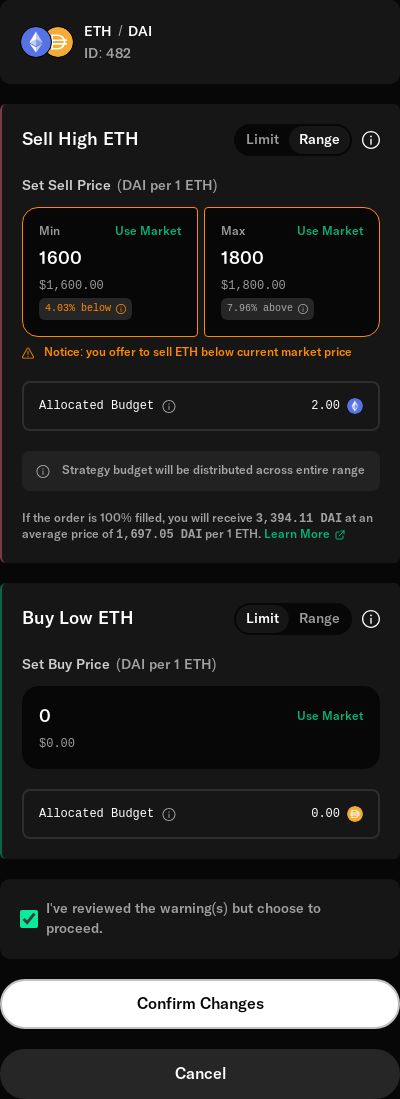 ETH / DAI
ID: 482
Sell High ETH
Limit Range
Set Sell Price (DAI per 1 ETH)
Min Use Market
1600
$1,600.00
4.03% below
Max Use Market
1800
$1,800.00
7.96% above
Notice: you offer to sell ETH below current market price
Allocated Budget 2.00
Strategy budget will be distributed across entire range
If the order is 100% filled, you will receive 3,394.11 DAI at an
average price of 1,697.05 DAI per 1 ETH. Learn More
Buy Low ETH
Limit Range
Set Buy Price (DAI per 1 ETH)
0 Use Market
$0.00
Allocated Budget 0.00
I've reviewed the warning(s) but choose to
proceed.
Confirm Changes
Cancel